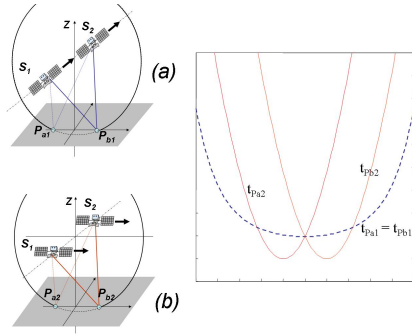 Z
S2
S1
(a)
Pa1
Pb1
Z
S2
S1
Pa2
Pb2
(b)
tPa2
tPb2
tPa1 = tPb1